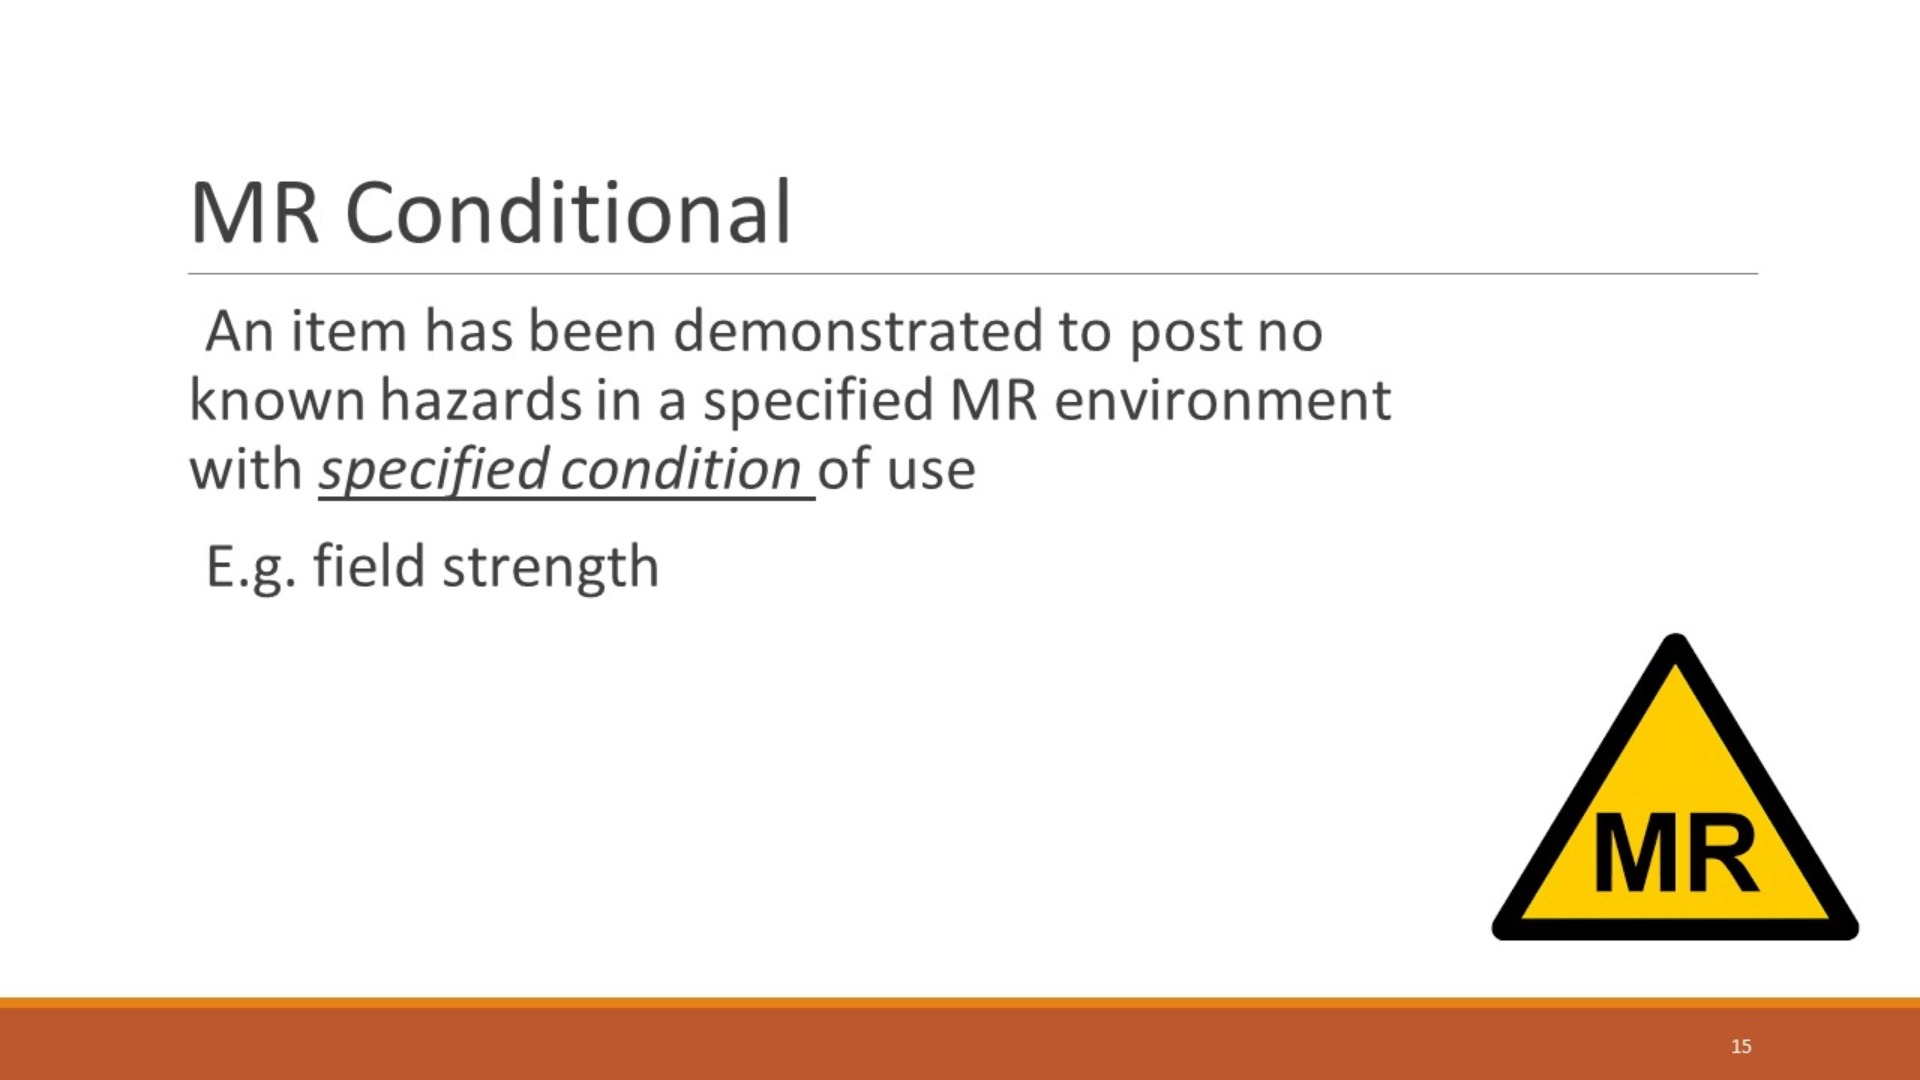 MR Conditional
An item has been demonstrated to post no
known hazards in a specified MR environment
with specified condition of use
E.g. field strength
MR
15